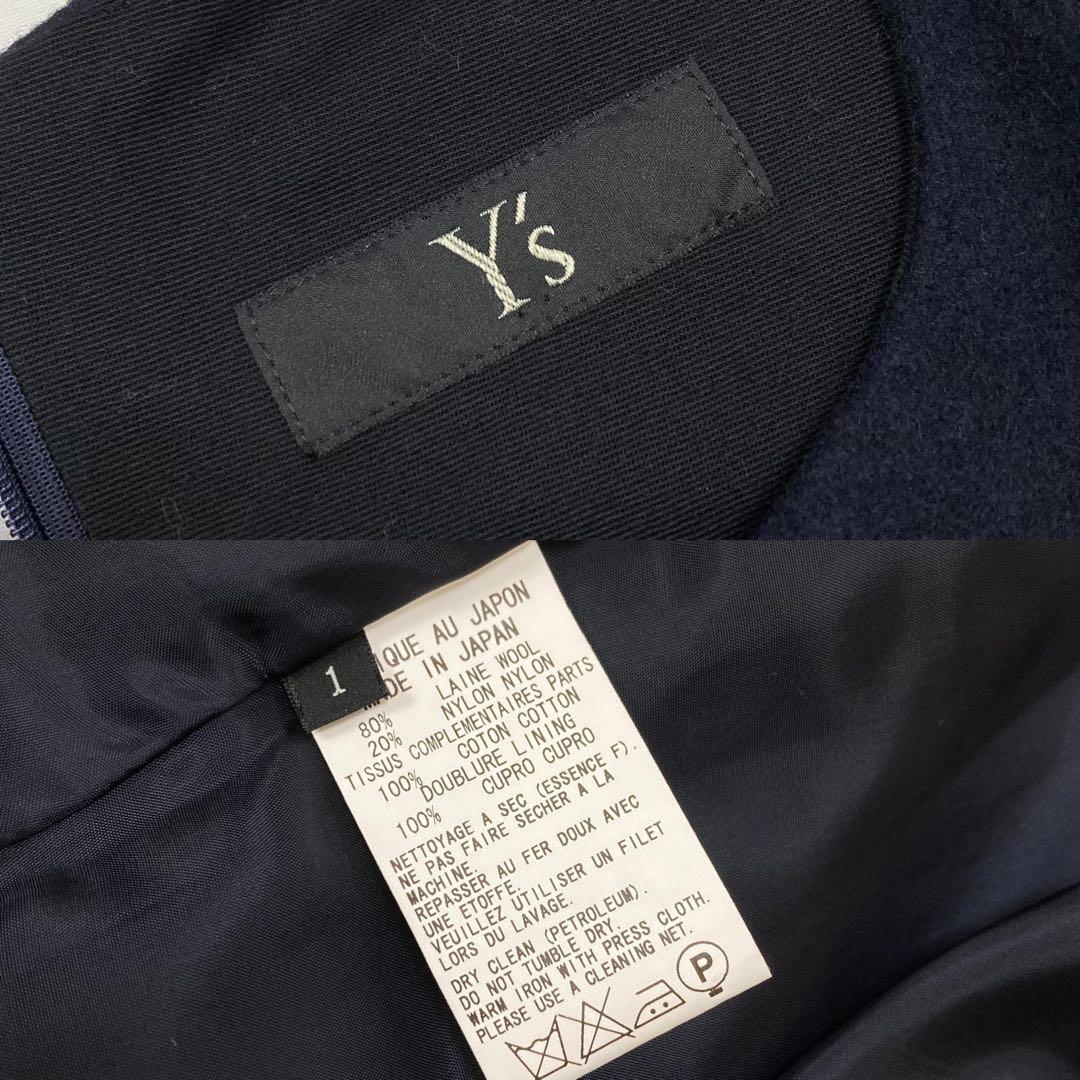 Y's
1
IQUE AU JAPON
MADE IN JAPAN
80% LAINE WOOL
20% NYLON NYLON
TISSUS COMPLEMENTAIRES PARTS
100% COTON COTTON
DOUBLURE LINING
100% CUPRO CUPRO
NETTOYAGE A SEC (ESSENCE F).
NE PAS FAIRE SECHER A LA
MACHINE.
REPASSER AU FER DOUX AVEC
UNE ETOFFE.
VEUILLEZ UTILISER UN FILET
LORS DU LAVAGE.
DRY CLEAN (PETROLEUM).
DO NOT TUMBLE DRY.
WARM IRON WITH PRESS CLOTH.
PLEASE USE A CLEANING NET.
P